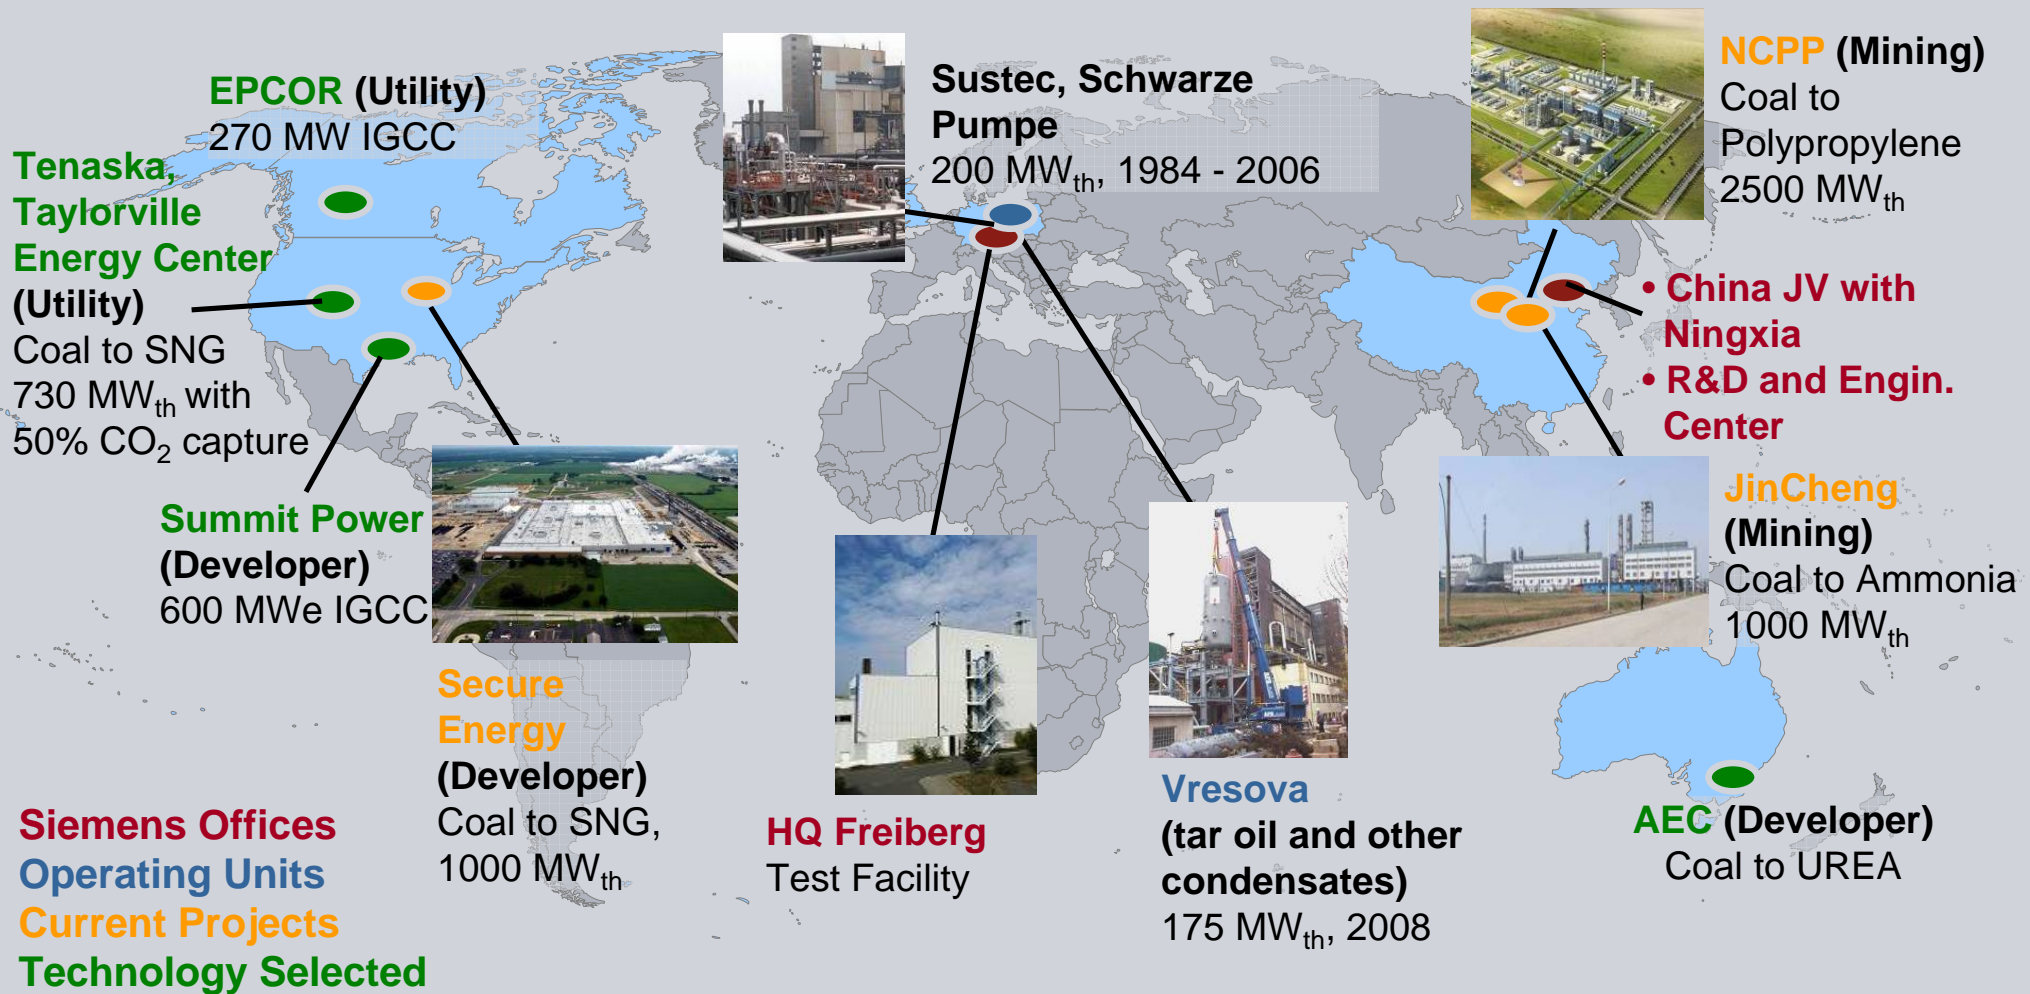 EPCOR (Utility)
270 MW IGCC
Tenaska,
Taylorville
Energy Center
(Utility)
Coal to SNG
730 MWth with
50% CO2 capture
Summit Power
(Developer)
600 MWe IGCC
Secure
Energy
(Developer)
Coal to SNG,
1000 MWth
Sustec, Schwarze
Pumpe
200 MWth, 1984 - 2006
HQ Freiberg
Test Facility
Vresova
(tar oil and other
condensates)
175 MWth, 2008
NCPP (Mining)
Coal to
Polypropylene
2500 MWth
• China JV with
Ningxia
• R&D and Engin.
Center
JinCheng
(Mining)
Coal to Ammonia
1000 MWth
AEC (Developer)
Coal to UREA
Siemens Offices
Operating Units
Current Projects
Technology Selected